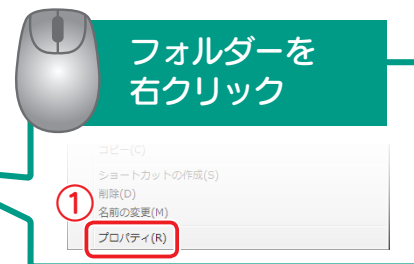 フォルダーを
右クリック
コピー(C)
ショートカットの作成(S)
削除(D)
① 名前の変更(M)
プロパティ(R)